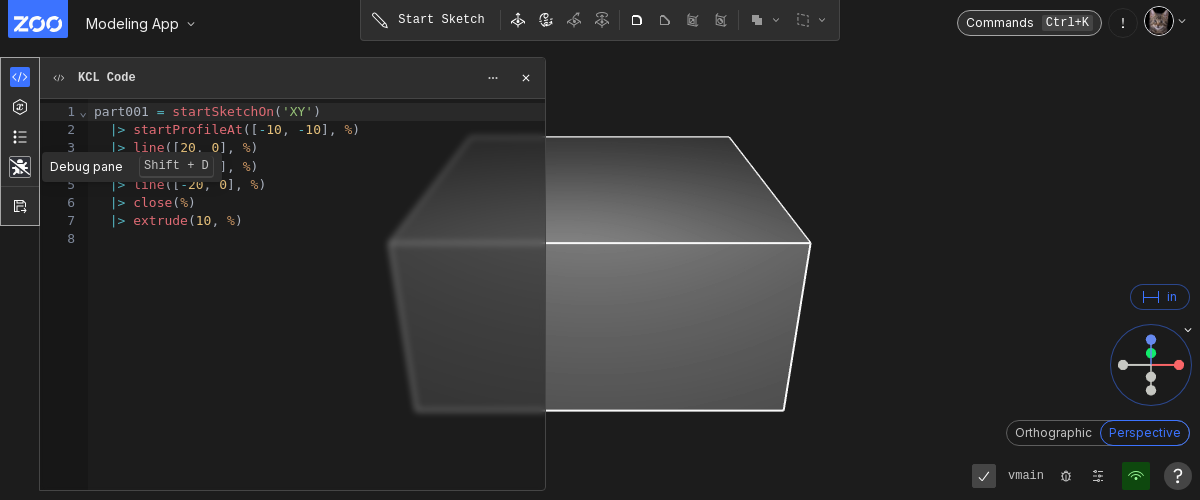 ZOO Modeling App Start Sketch Commands Ctrl+K !
KCL Code
1 part001 = startSketchOn('XY')
2 |> startProfileAt([-10, -10], %)
3 |> line([20, 0], %)
Debug pane Shift + D ], %)
5 |> line([-20, 0], %)
6 |> close(%)
7 |> extrude(10, %)
8
in
Orthographic Perspective
vmain ?